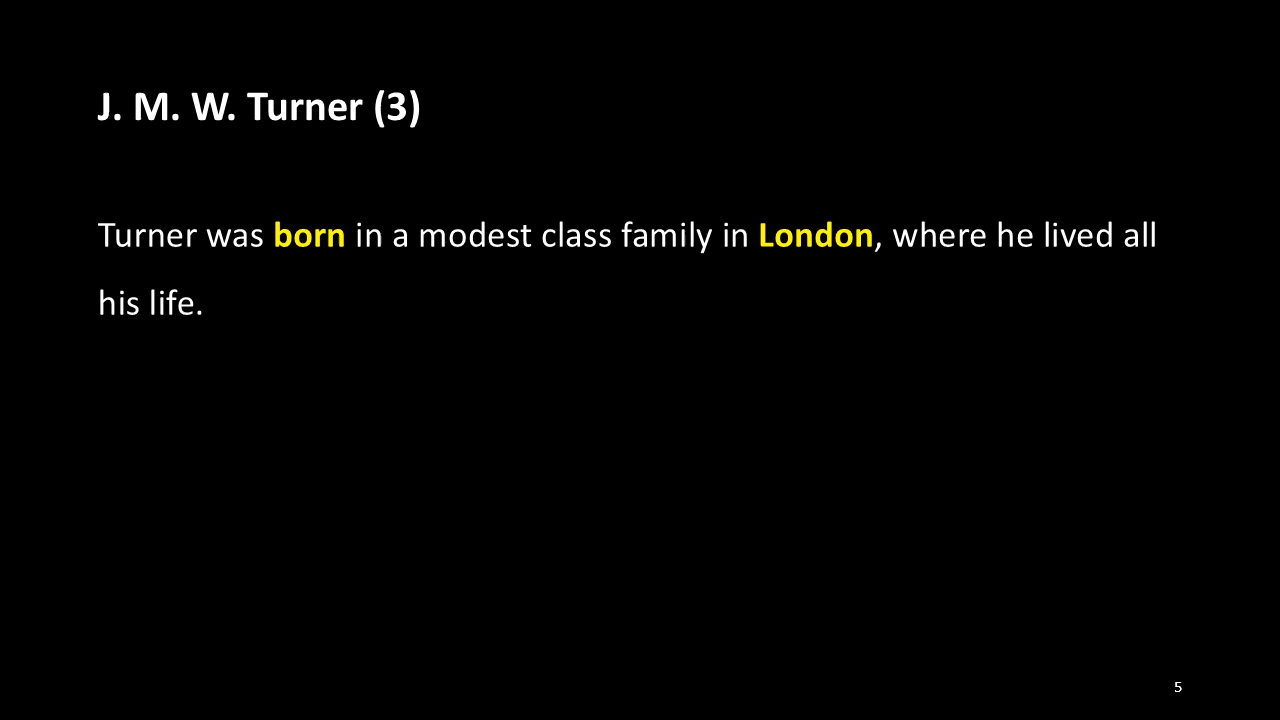 J. M. W. Turner (3)
Turner was born in a modest class family in London, where he lived all
his life.
5